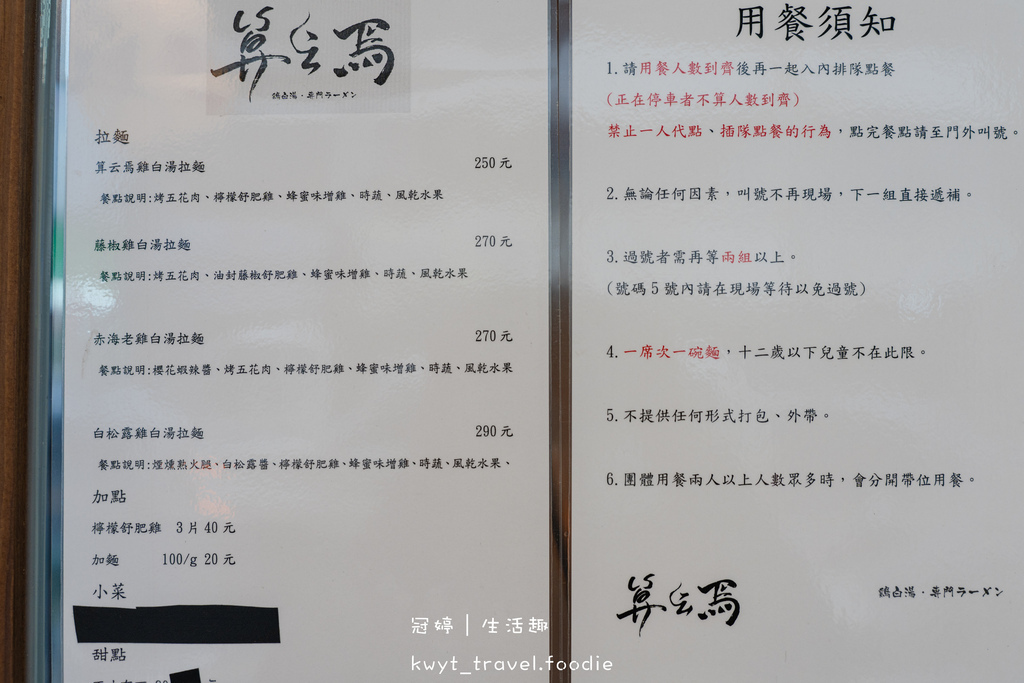 算云焉
鶏白湯・専門ラーメン
拉麵
算云焉雞白湯拉麵 250元
餐點說明:烤五花肉、檸檬舒肥雞、蜂蜜味增雞、時蔬、風乾水果
藤椒雞白湯拉麵 270元
餐點說明:烤五花肉、油封藤椒舒肥雞、蜂蜜味增雞、時蔬、風乾水果
赤海老雞白湯拉麵 270元
餐點說明:櫻花蝦辣醬、烤五花肉、檸檬舒肥雞、蜂蜜味增雞、時蔬、風乾水果
白松露雞白湯拉麵 290元
餐點說明:煙燻熟火腿、白松露醬、檸檬舒肥雞、蜂蜜味增雞、時蔬、風乾水果、
加點
檸檬舒肥雞 3片40元
加麵 100/g 20元
小菜
甜點
用餐須知
1.請用餐人數到齊後再一起入內排隊點餐
(正在停車者不算人數到齊)
禁止一人代點、插隊點餐的行為，點完餐點請至門外叫號。
2.無論任何因素，叫號不再現場，下一組直接遞補。
3.過號者需再等兩組以上。
(號碼5號內請在現場等待以免過號)
4.一席次一碗麵，十二歲以下兒童不在此限。
5.不提供任何形式打包、外帶。
6.團體用餐兩人以上人數眾多時，會分開帶位用餐。
算云焉
鶏白湯・専門ラーメン
冠婷｜生活趣
kwyt_travel.foodie